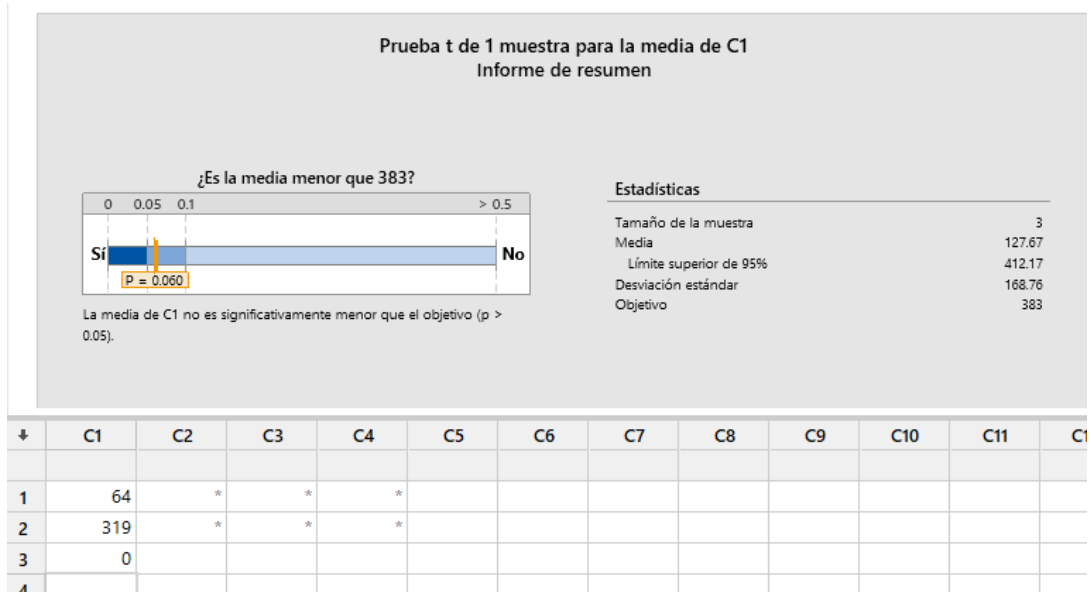 Prueba t de 1 muestra para la media de C1
Informe de resumen
¿Es la media menor que 383?
0 0.05 0.1 > 0.5
Sí No
P = 0.060
La media de C1 no es significativamente menor que el objetivo (p >
0.05).
Estadísticas
Tamaño de la muestra 3
Media 127.67
Límite superior de 95% 412.17
Desviación estándar 168.76
Objetivo 383
C1 C2 C3 C4 C5 C6 C7 C8 C9 C10 C11
1 64 * * *
2 319 * * *
3 0
4